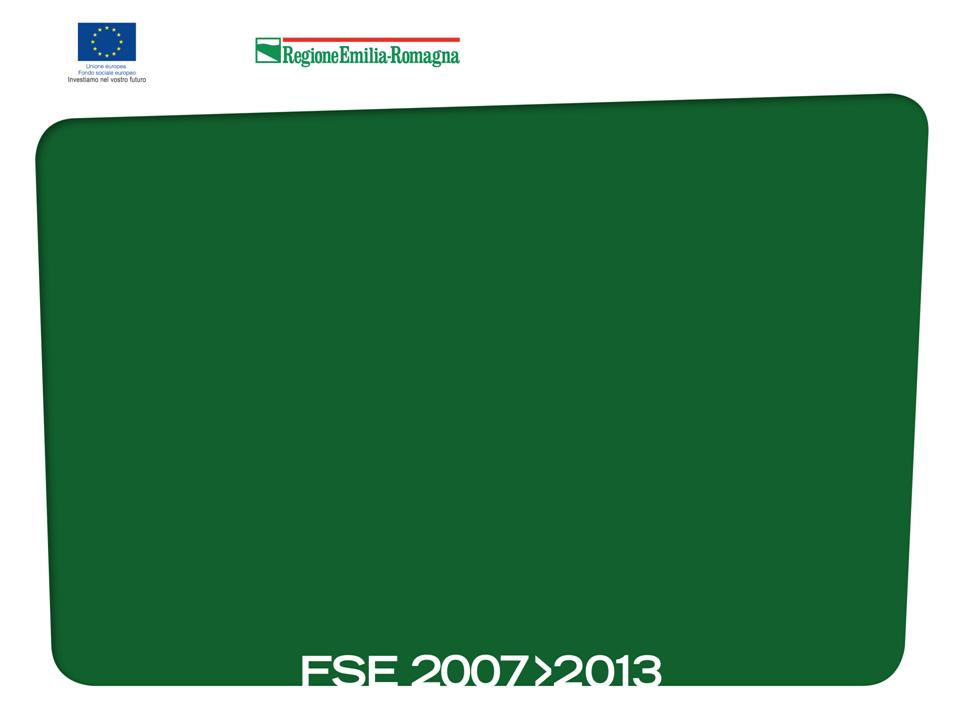 Unione europea
Fondo sociale europeo
Investiamo nel vostro futuro
RegioneEmilia-Romagna
FSE 2007>2013